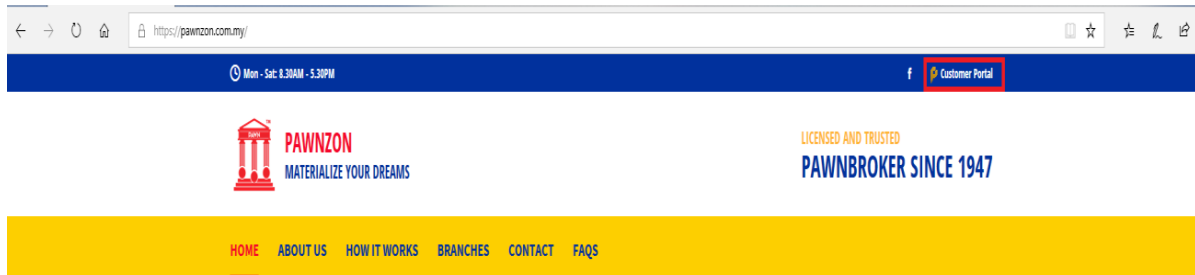 https://pawnzon.com.my/
Mon - Sat: 8.30AM - 5.30PM
f Customer Portal
PAWN
PAWNZON
MATERIALIZE YOUR DREAMS
LICENSED AND TRUSTED
PAWNBROKER SINCE 1947
HOME ABOUT US HOW IT WORKS BRANCHES CONTACT FAQS